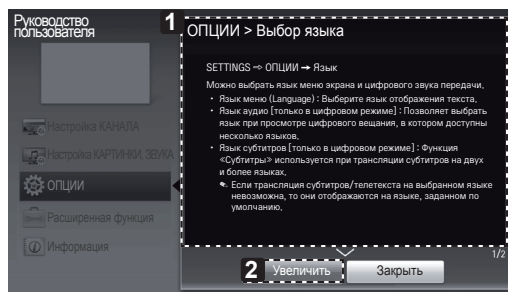 Руководство
пользователя
1
ОПЦИИ > Выбор языка
SETTINGS ⇨ ОПЦИИ ➙ Язык
Можно выбрать язык меню экрана и цифрового звука передачи.
• Язык меню (Language) : Выберите язык отображения текста.
• Язык аудио [только в цифровом режиме] : Позволяет выбрать
язык при просмотре цифрового вещания, в котором доступны
несколько языков.
• Язык субтитров [только в цифровом режиме] : Функция
«Субтитры» используется при трансляции субтитров на двух
и более языках.
Если трансляция субтитров/телетекста на выбранном языке
невозможна, то они отображаются на языке, заданном по
умолчанию.
Настройка КАНАЛА
Настройка КАРТИНКИ, ЗВУКА
ОПЦИИ
Расширенная функция
Информация
1/2
2
Увеличить
Закрыть